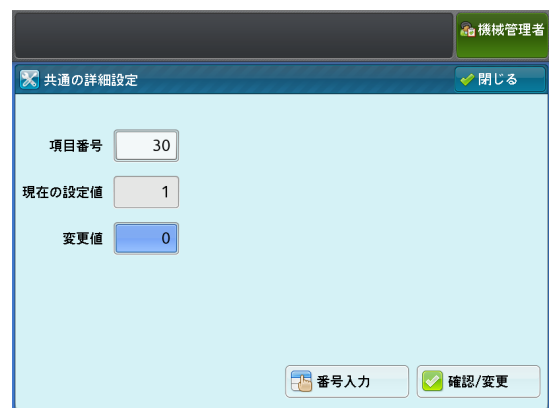 機械管理者
共通の詳細設定
閉じる
項目番号 30
現在の設定値 1
変更値 0
番号入力
確認/変更